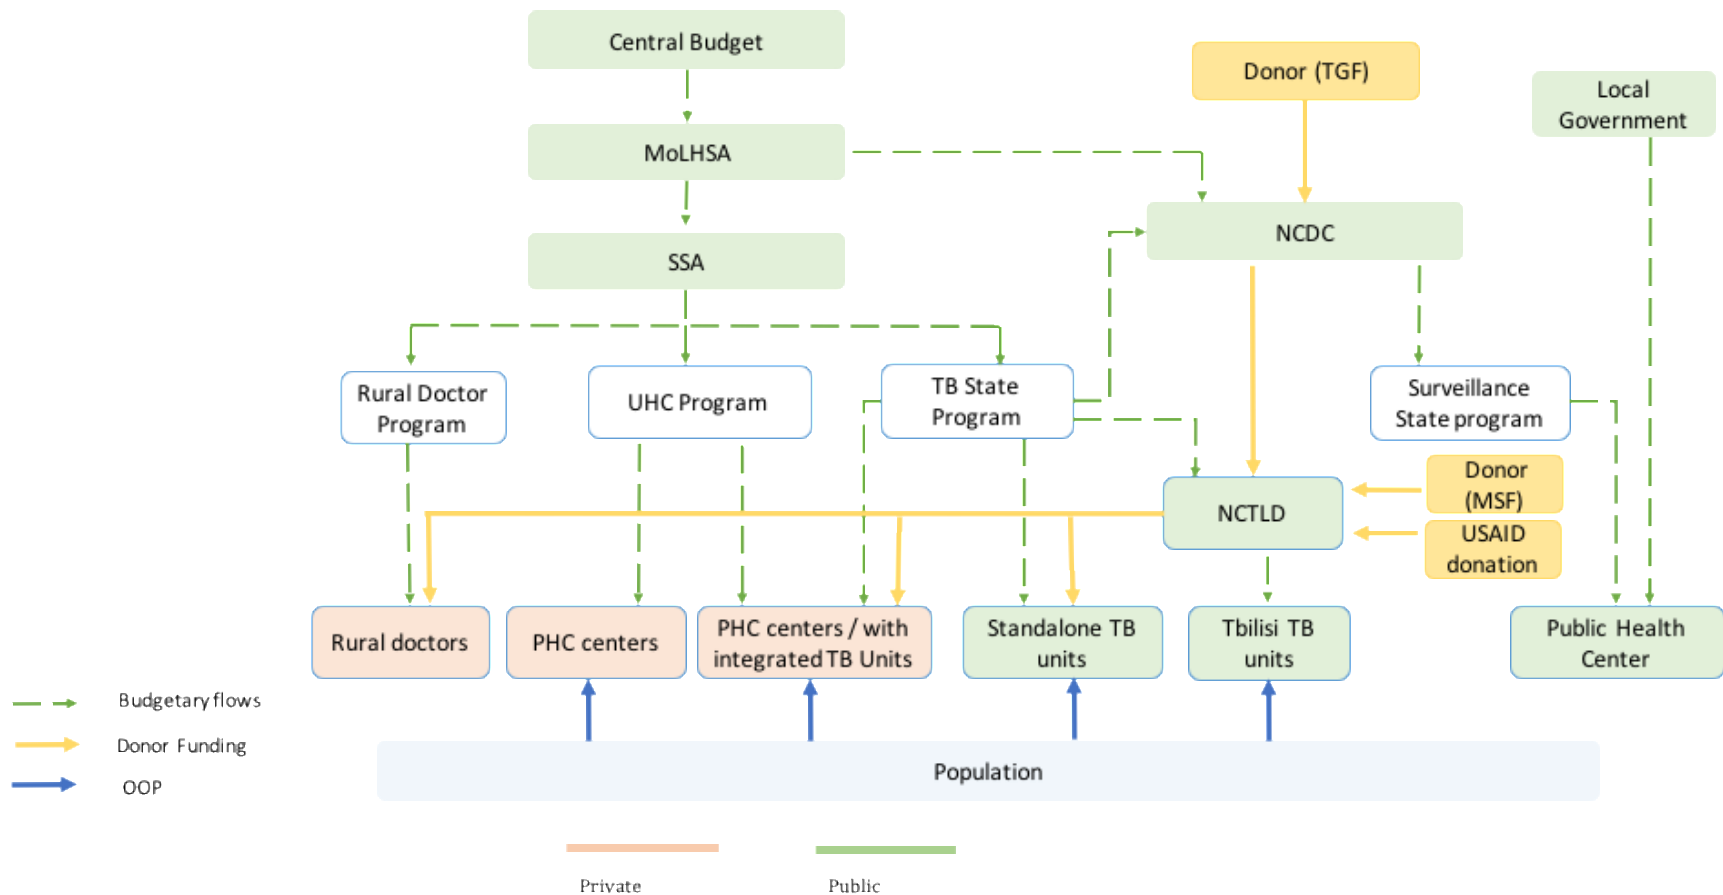 Central Budget
Donor (TGF)
Local
Government
MoLHSA
NCDC
SSA
Rural Doctor
Program
UHC Program
TB State
Program
Surveillance
State program
Donor
(MSF)
NCTLD
USAID
donation
Rural doctors
PHC centers
PHC centers / with
integrated TB Units
Standalone TB
units
Tbilisi TB
units
Public Health
Center
Budgetary flows
Donor Funding
OOP
Population
Private
Public